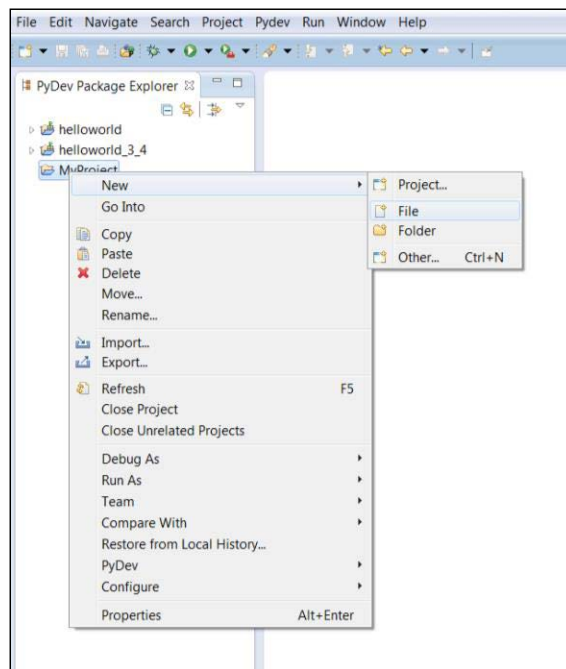 File Edit Navigate Search Project Pydev Run Window Help
PyDev Package Explorer
helloworld
helloworld_3_4
MyProject
New
Project...
Go Into
File
Folder
Copy
Paste
Other... Ctrl+N
Delete
Move...
Rename...
Import...
Export...
Refresh F5
Close Project
Close Unrelated Projects
Debug As
Run As
Team
Compare With
Restore from Local History...
PyDev
Configure
Properties Alt+Enter